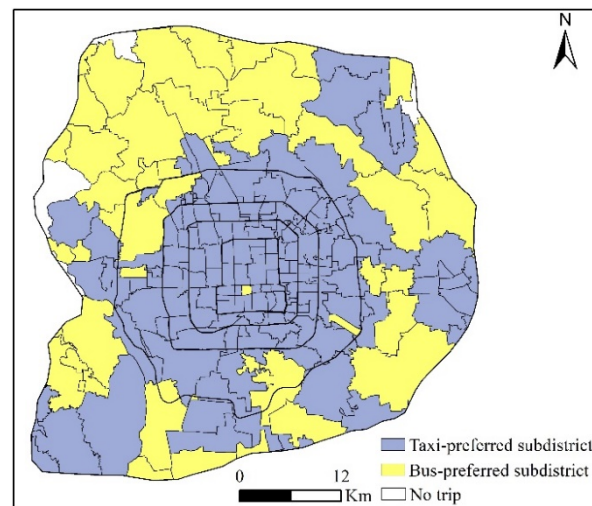 N
Taxi-preferred subdistrict
Bus-preferred subdistrict
0 12
Km
No trip